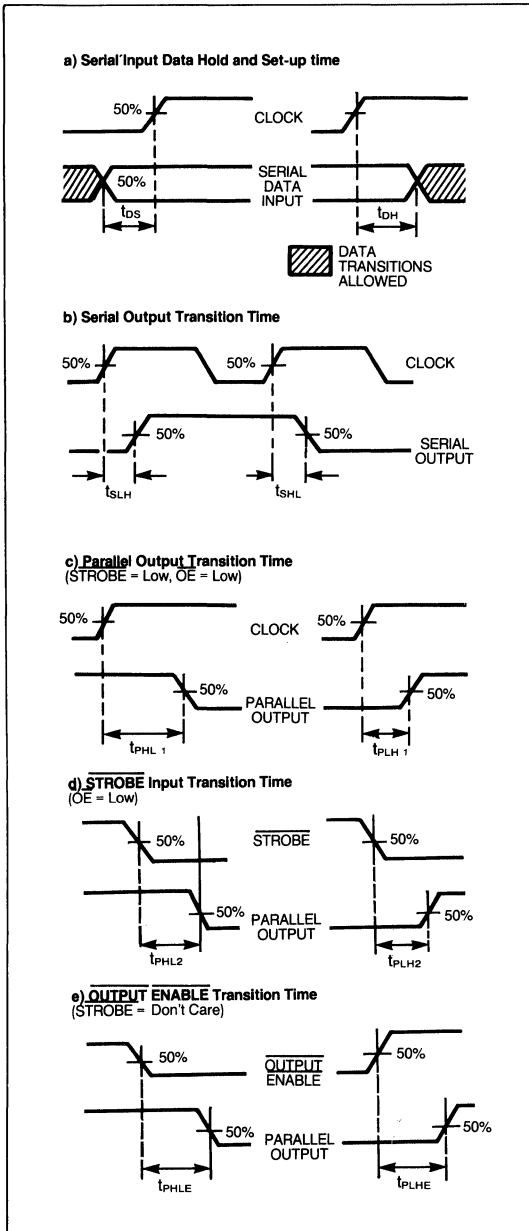 a) Serial Input Data Hold and Set-up time
50%
CLOCK
50%
SERIAL
DATA
INPUT
tDS
tDH
DATA
TRANSITIONS
ALLOWED
b) Serial Output Transition Time
50%
50%
CLOCK
50%
50%
SERIAL
OUTPUT
tSLH
tSHL
c) Parallel Output Transition Time
(STROBE = Low, OE = Low)
50%
CLOCK
50%
50%
PARALLEL
OUTPUT
50%
tPHL 1
tPLH 1
d) STROBE Input Transition Time
(OE = Low)
50%
STROBE
50%
50%
PARALLEL
OUTPUT
50%
tPHL2
tPLH2
e) OUTPUT ENABLE Transition Time
(STROBE = Don't Care)
50%
OUTPUT
ENABLE
50%
50%
PARALLEL
OUTPUT
50%
tPHLE
tPLHE